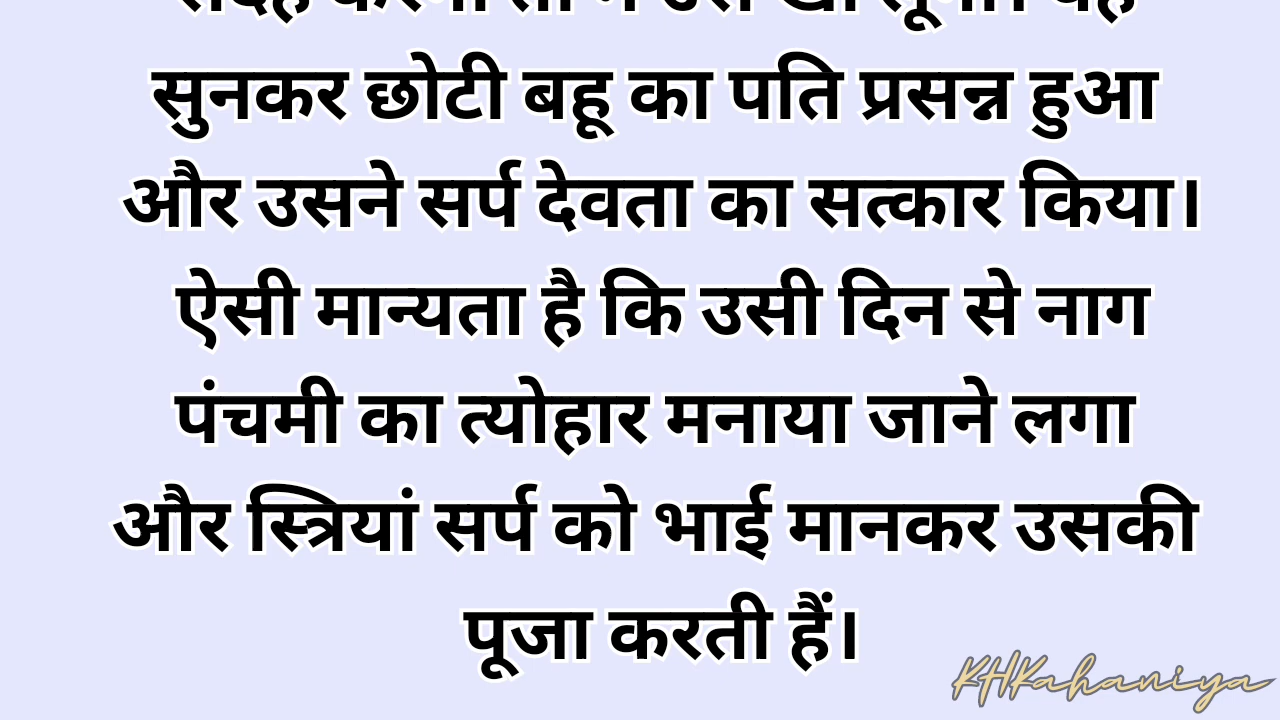 सुनकर छोटी बहू का पति प्रसन्न हुआ
और उसने सर्प देवता का सत्कार किया।
ऐसी मान्यता है कि उसी दिन से नाग
पंचमी का त्योहार मनाया जाने लगा
और स्त्रियां सर्प को भाई मानकर उसकी
पूजा करती हैं।
KHKahaniya